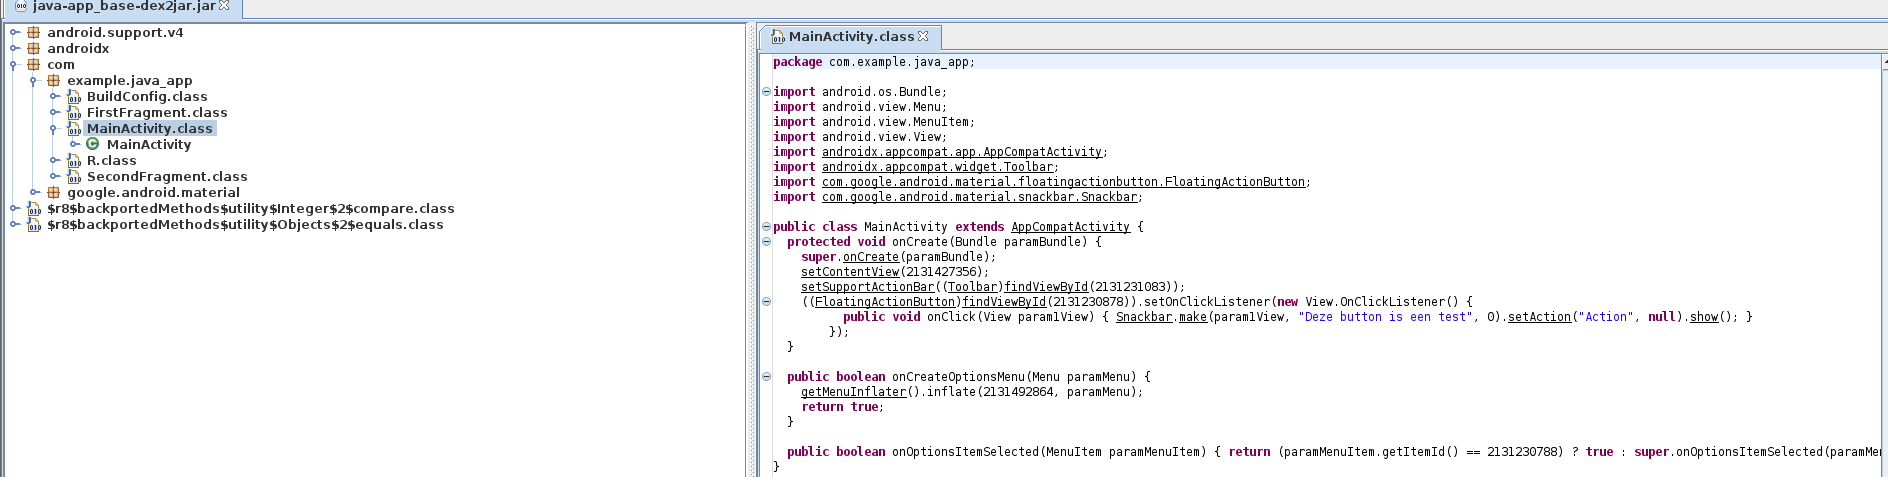 java-app_base-dex2jar.jar
android.support.v4
androidx
com
example.java_app
BuildConfig.class
FirstFragment.class
MainActivity.class
MainActivity
R.class
SecondFragment.class
google.android.material
$r8$backportedMethods$utility$Integer$2$compare.class
$r8$backportedMethods$utility$Objects$2$equals.class
MainActivity.class
package com.example.java_app;
import android.os.Bundle;
import android.view.Menu;
import android.view.MenuItem;
import android.view.View;
import androidx.appcompat.app.AppCompatActivity;
import androidx.appcompat.widget.Toolbar;
import com.google.android.material.floatingactionbutton.FloatingActionButton;
import com.google.android.material.snackbar.Snackbar;
public class MainActivity extends AppCompatActivity {
protected void onCreate(Bundle paramBundle) {
super.onCreate(paramBundle);
setContentView(2131427356);
setSupportActionBar((Toolbar)findViewById(2131231083));
((FloatingActionButton)findViewById(2131230878)).setOnClickListener(new View.OnClickListener() {
public void onClick(View param1View) { Snackbar.make(param1View, "Deze button is een test", 0).setAction("Action", null).show(); }
});
}
public boolean onCreateOptionsMenu(Menu paramMenu) {
getMenuInflater().inflate(2131492864, paramMenu);
return true;
}
public boolean onOptionsItemSelected(MenuItem paramMenuItem) { return (paramMenuItem.getItemId() == 2131230788) ? true : super.onOptionsItemSelected(paramMe
}